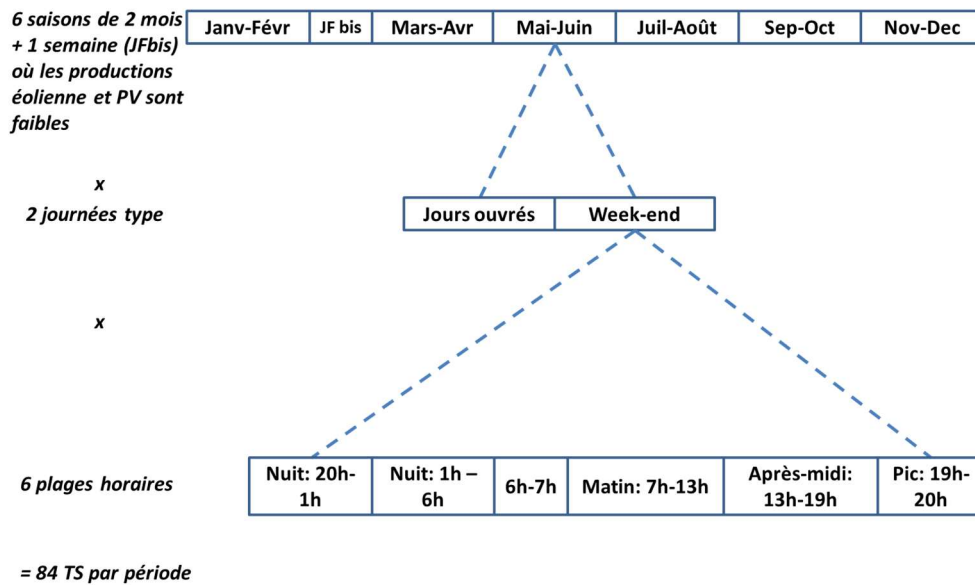 6 saisons de 2 mois
+ 1 semaine (JFbis)
où les productions
éolienne et PV sont
faibles
Janv-Févr
JF bis
Mars-Avr
Mai-Juin
Juil-Août
Sep-Oct
Nov-Dec
x
2 journées type
Jours ouvrés
Week-end
x
6 plages horaires
Nuit: 20h-
1h
Nuit: 1h –
6h
6h-7h
Matin: 7h-13h
Après-midi:
13h-19h
Pic: 19h-
20h
= 84 TS par période